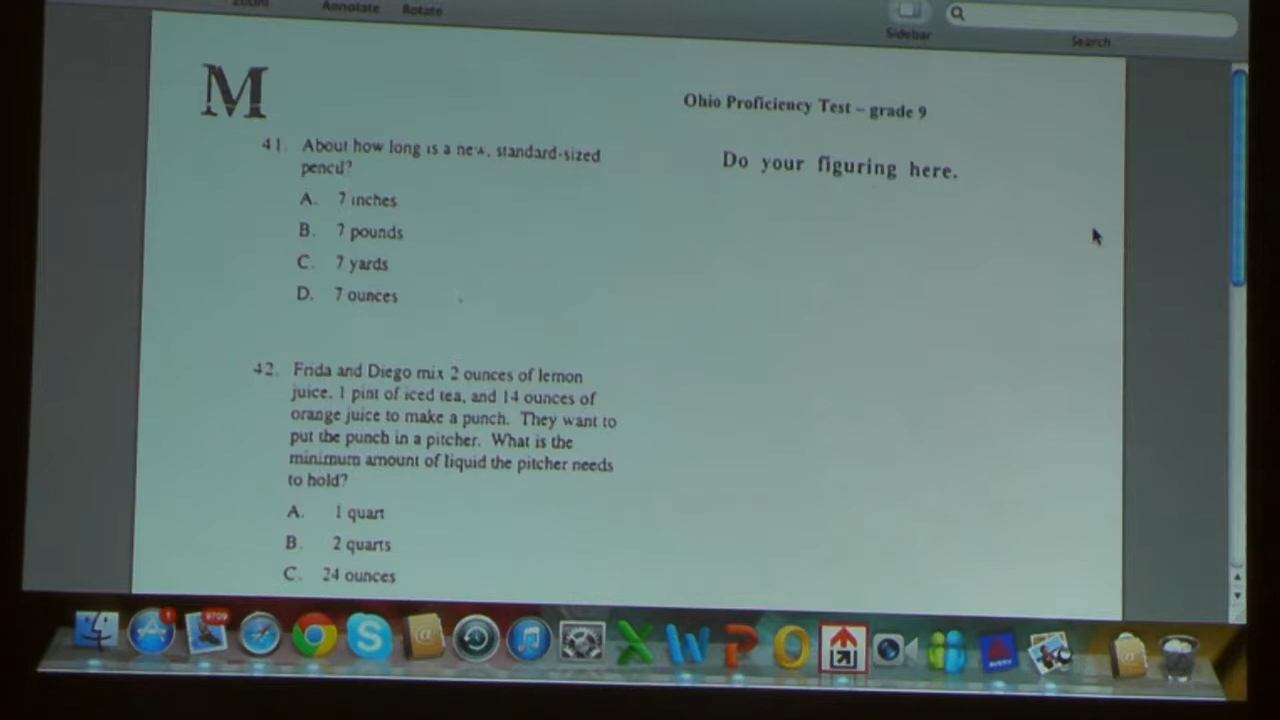 Zoom Annotate Rotate
Sidebar
Search
M
Ohio Proficiency Test – grade 9
41. About how long is a new, standard-sized
pencil?
Do your figuring here.
A. 7 inches
B. 7 pounds
C. 7 yards
D. 7 ounces
42. Frida and Diego mix 2 ounces of lemon
juice, 1 pint of iced tea, and 14 ounces of
orange juice to make a punch. They want to
put the punch in a pitcher. What is the
minimum amount of liquid the pitcher needs
to hold?
A. 1 quart
B. 2 quarts
C. 24 ounces